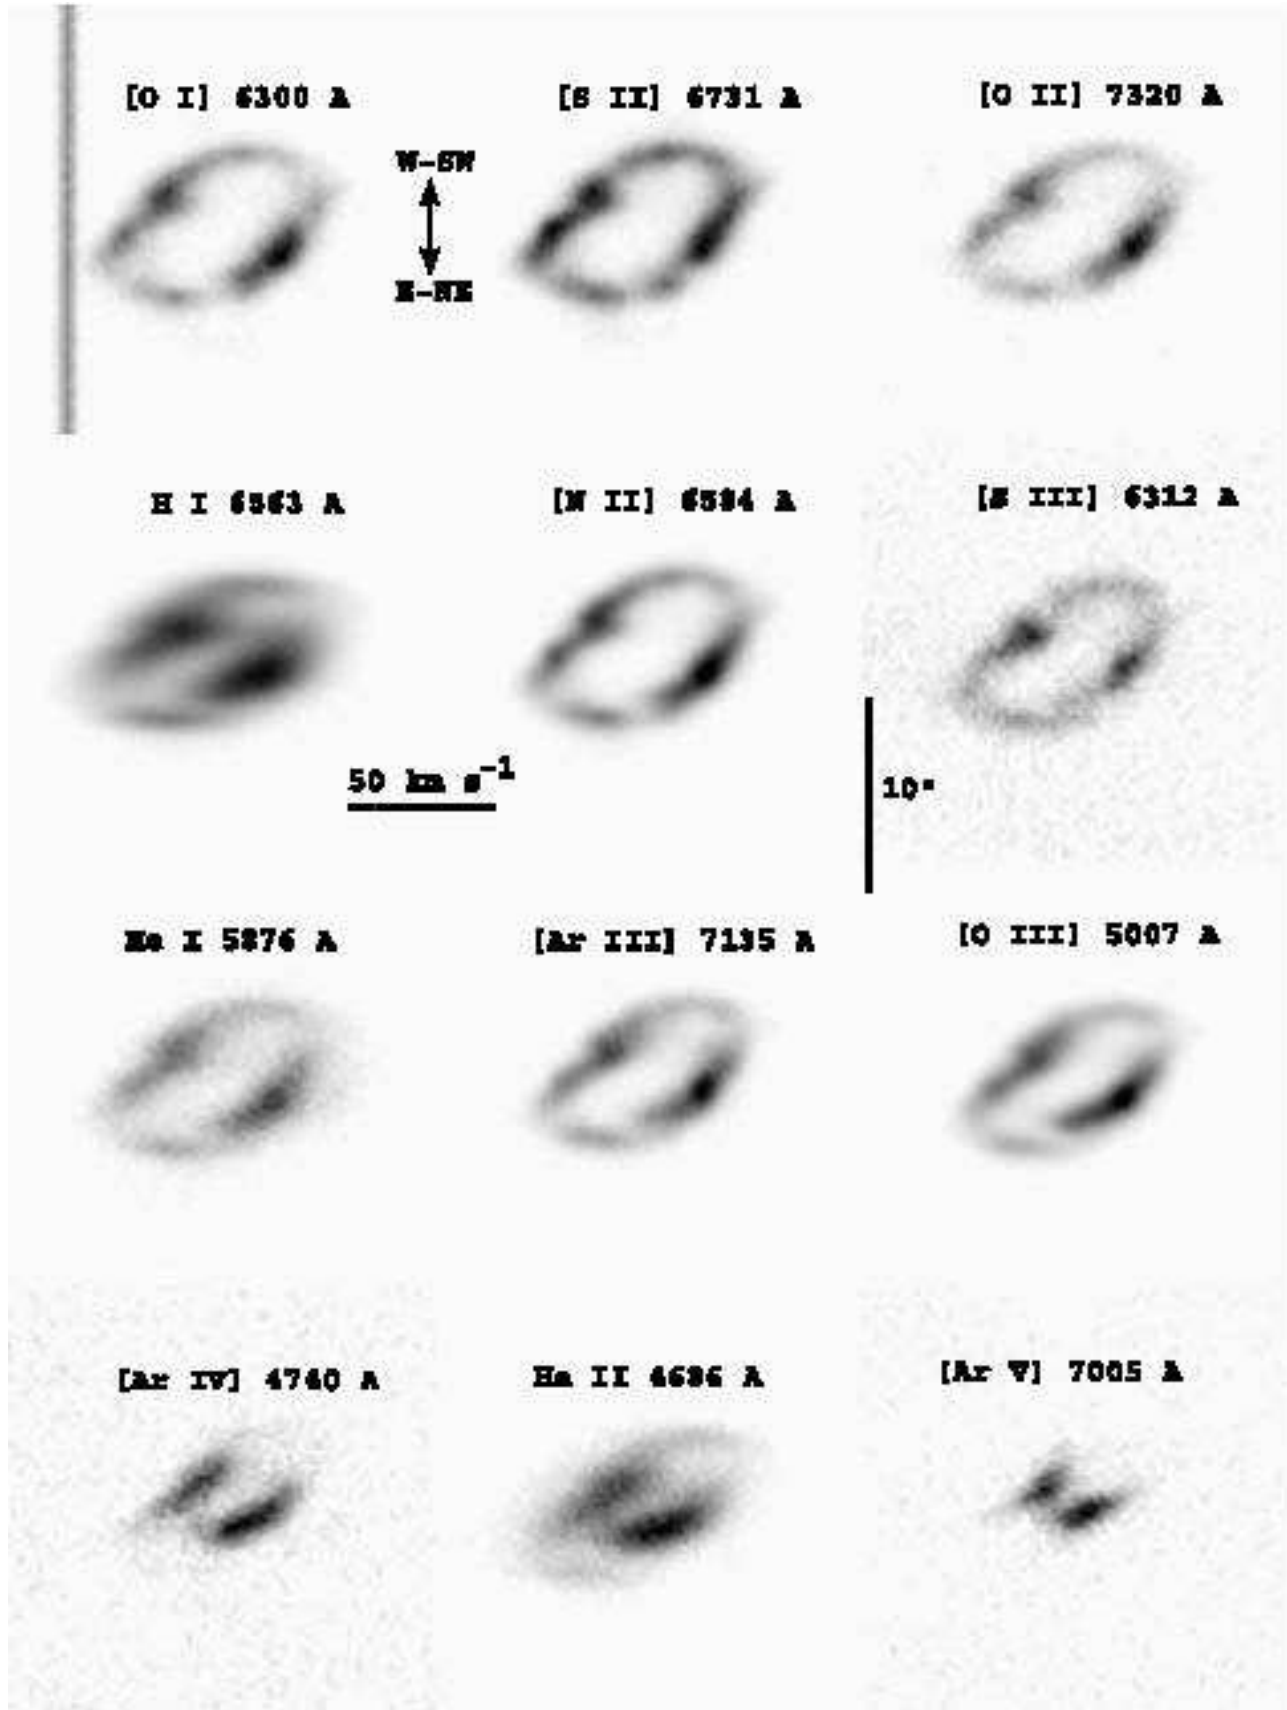 [O I] 6300 A
[S II] 6731 A
[O II] 7320 A
W-SW
E-NE
H I 6563 A
[N II] 6584 A
[S III] 6312 A
50 km s-1
10"
He I 5876 A
[Ar III] 7135 A
[O III] 5007 A
[Ar IV] 4740 A
He II 4686 A
[Ar V] 7005 A